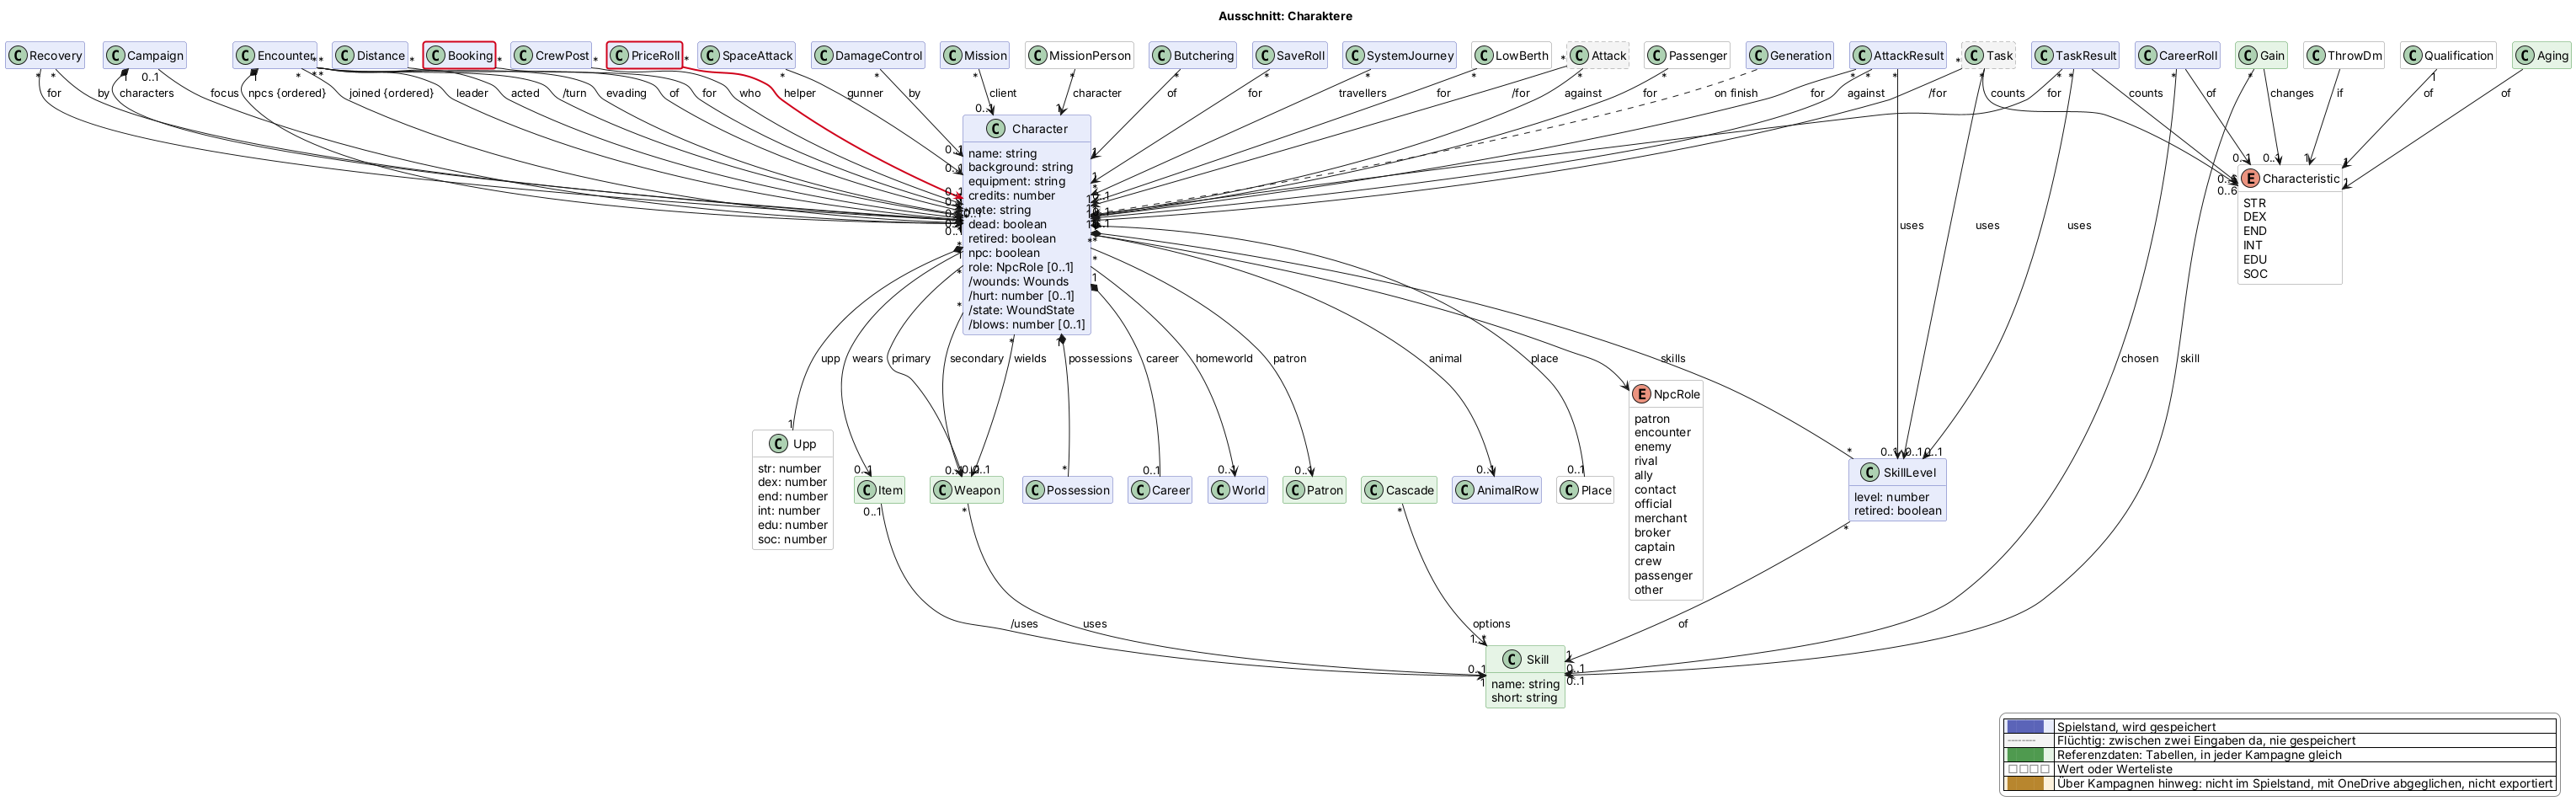 Ausschnitt: Charaktere
C Recovery
C Campaign
C Encounter
C Distance
C Booking
C CrewPost
C PriceRoll
C SpaceAttack
C DamageControl
C Mission
C MissionPerson
C Butchering
C SaveRoll
C SystemJourney
C LowBerth
C Attack
C Passenger
C Generation
C AttackResult
C Task
C TaskResult
C CareerRoll
C Gain
C ThrowDm
C Qualification
C Aging
for
by
characters
focus
npcs {ordered}
joined {ordered}
leader
acted
/turn
evading
of
for
who
helper
gunner
by
client
character
of
for
travellers
for
/for
against
for
on finish
for
against
/for
counts
for
counts
of
changes
if
of
of
C Character
name: string
background: string
equipment: string
credits: number
note: string
dead: boolean
retired: boolean
npc: boolean
role: NpcRole [0..1]
/wounds: Wounds
/hurt: number [0..1]
/state: WoundState
/blows: number [0..1]
E Characteristic
STR
DEX
END
INT
EDU
SOC
uses
uses
uses
upp
wears
primary
secondary
wields
possessions
career
homeworld
patron
animal
place
skills
chosen
skill
C Upp
str: number
dex: number
end: number
int: number
edu: number
soc: number
C Item
C Weapon
C Possession
C Career
C World
C Patron
C Cascade
C AnimalRow
C Place
E NpcRole
patron
encounter
enemy
rival
ally
contact
official
merchant
broker
captain
crew
passenger
other
C SkillLevel
level: number
retired: boolean
/uses
uses
options
of
C Skill
name: string
short: string
Spielstand, wird gespeichert
Flüchtig: zwischen zwei Eingaben da, nie gespeichert
Referenzdaten: Tabellen, in jeder Kampagne gleich
Wert oder Werteliste
Über Kampagnen hinweg: nicht im Spielstand, mit OneDrive abgeglichen, nicht exportiert